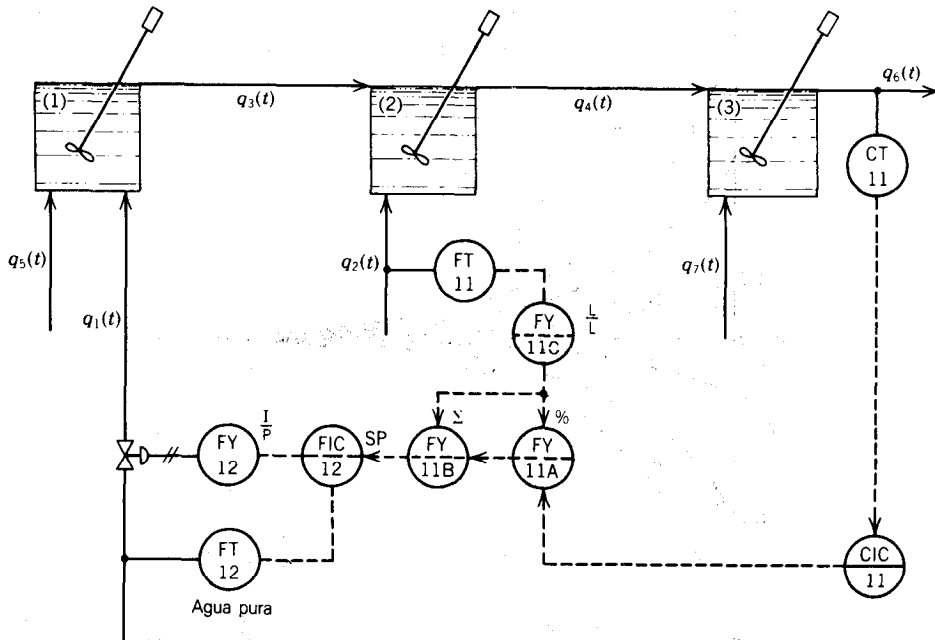 (1)
(2)
(3)
q₃(t)
q₄(t)
q₆(t)
CT
11
q₅(t)
q₁(t)
q₂(t)
FT
11
q₇(t)
FY
11C
L
L
I
P
SP
Σ
%
FY
12
FIC
12
FY
11B
FY
11A
FT
12
CIC
11
Agua pura